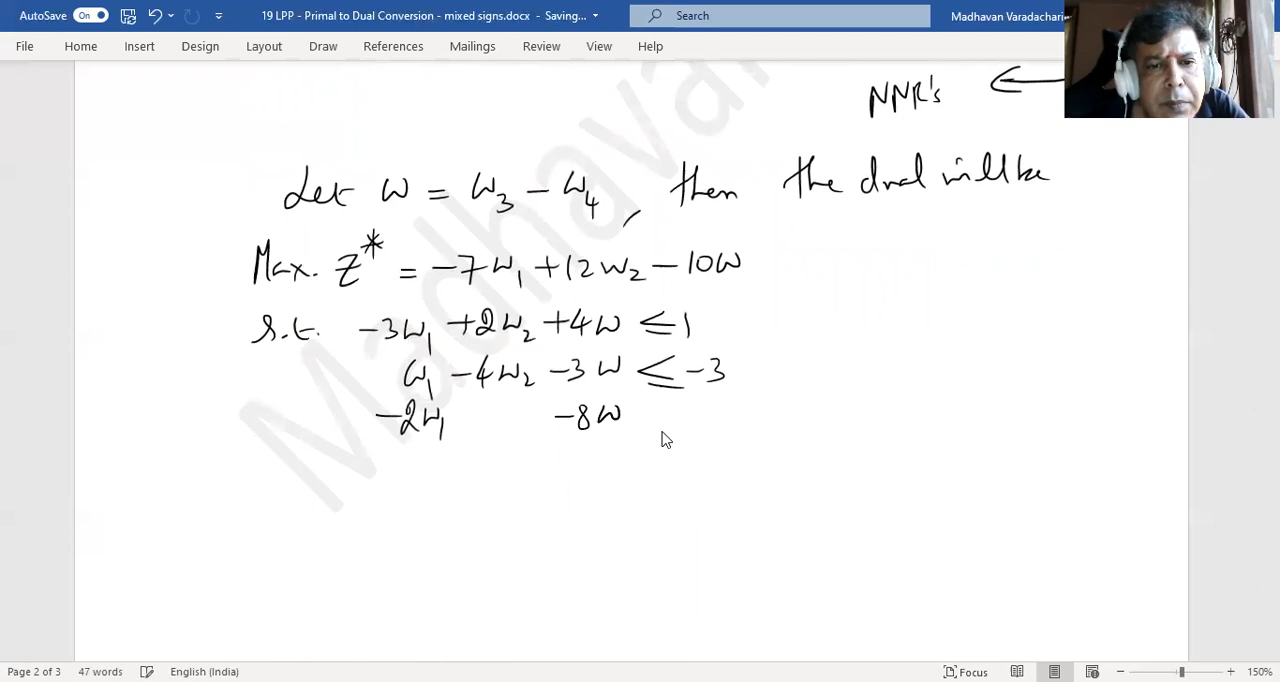 AutoSave On 19 LPP - Primal to Dual Conversion - mixed signs.docx - Saving... Search Madhavan Varadachari
File Home Insert Design Layout Draw References Mailings Review View Help
NNR's
Let w = w3 - w4, then the dual will be
Max. Z* = -7w1 + 12w2 - 10w
s.t. -3w1 + 2w2 + 4w ≤ 1
w1 - 4w2 - 3w ≤ -3
-2w1 -8w
Madhavan
Page 2 of 3 47 words English (India) Focus 150%